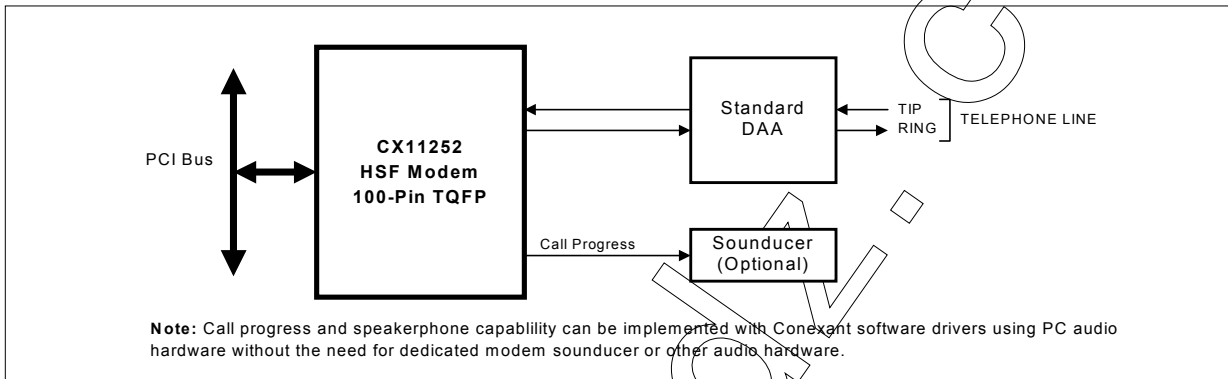 PCI Bus
CX11252
HSF Modem
100-Pin TQFP
Standard
DAA
TIP
RING
TELEPHONE LINE
Call Progress
Sounducer
(Optional)
Note: Call progress and speakerphone capablility can be implemented with Conexant software drivers using PC audio
hardware without the need for dedicated modem sounducer or other audio hardware.